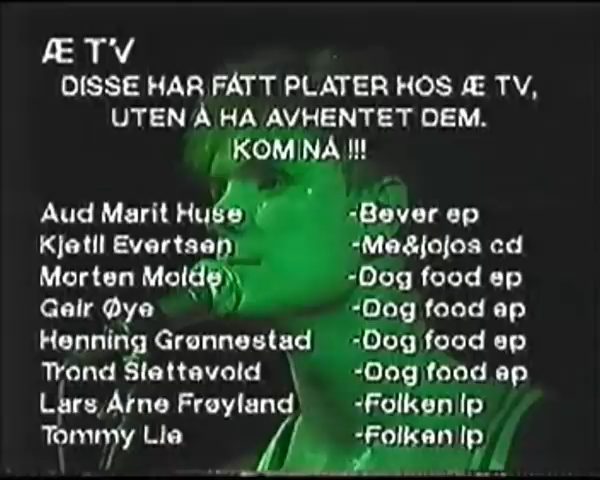 Æ TV
DISSE HAR FÅTT PLATER HOS Æ TV,
UTEN Å HA AVHENTET DEM.
KOM NÅ !!!
Aud Marit Huse -Bever ep
Kjetil Evertsen -Me&jojos cd
Morten Molde -Dog food ep
Geir Øye -Dog food ep
Henning Grønnestad -Dog food ep
Trond Slettevold -Dog food ep
Lars Arne Frøyland -Folken lp
Tommy Lie -Folken lp